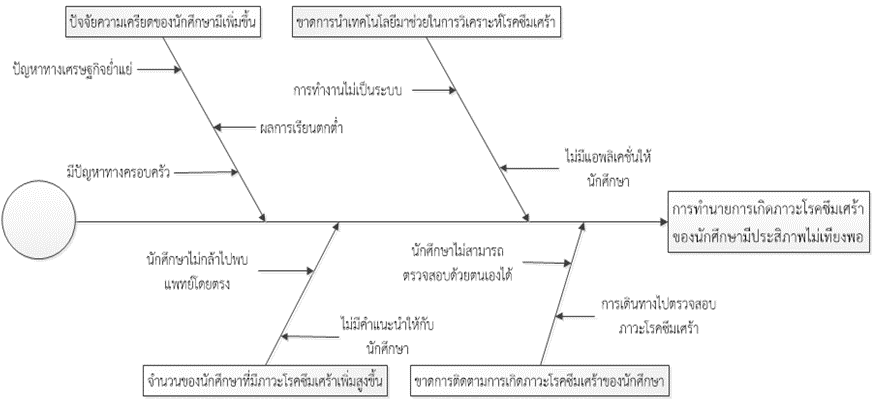 ปัจจัยความเครียดของนักศึกษามีเพิ่มขึ้น
ขาดการนำเทคโนโลยีมาช่วยในการวิเคราะห์โรคซึมเศร้า
ปัญหาทางเศรษฐกิจย่ำแย่
การทำงานไม่เป็นระบบ
ผลการเรียนตกต่ำ
ไม่มีแอพลิเคชั่นให้
นักศึกษา
มีปัญหาทางครอบครัว
การทำนายการเกิดภาวะโรคซึมเศร้า
ของนักศึกษามีประสิภาพไม่เทียงพอ
นักศึกษาไม่กล้าไปพบ
แพทย์โดยตรง
นักศึกษาไม่สามารถ
ตรวจสอบด้วยตนเองได้
ไม่มีคำแนะนำให้กับ
นักศึกษา
การเดินทางไปตรวจสอบ
ภาวะโรคซึมเศร้า
จำนวนของนักศึกษาที่มีภาวะโรคซึมเศร้าเพิ่มสูงขึ้น
ขาดการติดตามการเกิดภาวะโรคซึมเศร้าของนักศึกษา